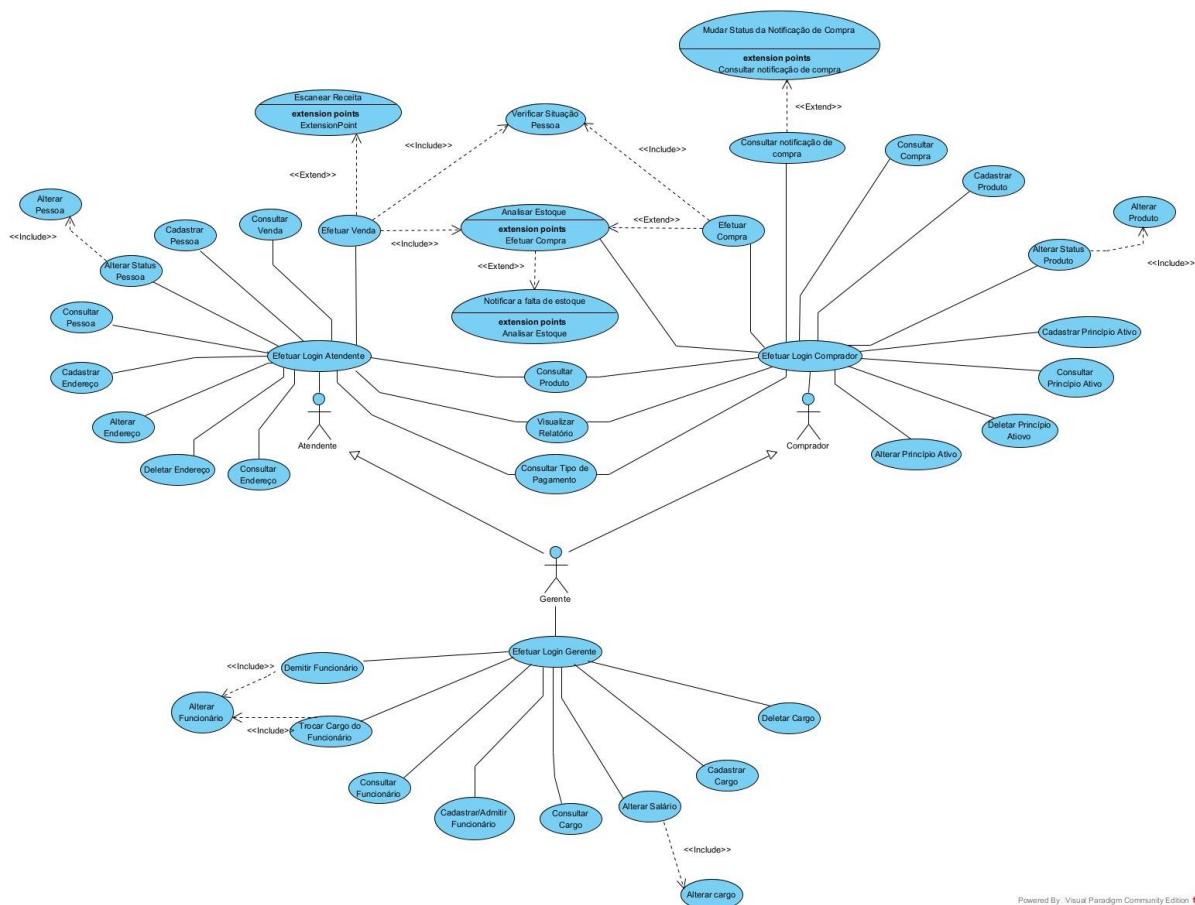 Mudar Status da Notificação de Compra
extension points
Consultar notificação de compra
<<Extend>>
Escanear Receita
extension points
ExtensionPoint
Verificar Situação
Pessoa
Consultar notificação de
compra
Consultar
Compra
<<Include>>
<<Include>>
<<Extend>>
Cadastrar
Produto
Alterar
Pessoa
Cadastrar
Pessoa
Consultar
Venda
Efetuar Venda
<<Include>>
Analisar Estoque
extension points
Efetuar Compra
<<Extend>>
Efetuar
Compra
Alterar
Produto
<<Include>>
Alterar Status
Pessoa
<<Extend>>
Alterar Status
Produto
<<Include>>
Notificar a falta de estoque
extension points
Analisar Estoque
Consultar
Pessoa
Cadastrar Princípio Ativo
Efetuar Login Atendente
Efetuar Login Comprador
Cadastrar
Endereço
Consultar
Produto
Consultar
Princípio Ativo
Alterar
Endereço
Atendente
Visualizar
Relatório
Comprador
Deletar Princípio
Atiovo
Deletar Endereço
Consultar
Endereço
Consultar Tipo de
Pagamento
Alterar Princípio Ativo
Gerente
Efetuar Login Gerente
<<Include>>
Demitir Funcionário
Alterar
Funcionário
<<Include>>
Trocar Cargo do
Funcionário
Deletar Cargo
Consultar
Funcionário
Cadastrar
Cargo
Cadastrar/Admitir
Funcionário
Consultar
Cargo
Alterar Salário
<<Include>>
Alterar cargo
Powered By Visual Paradigm Community Edition